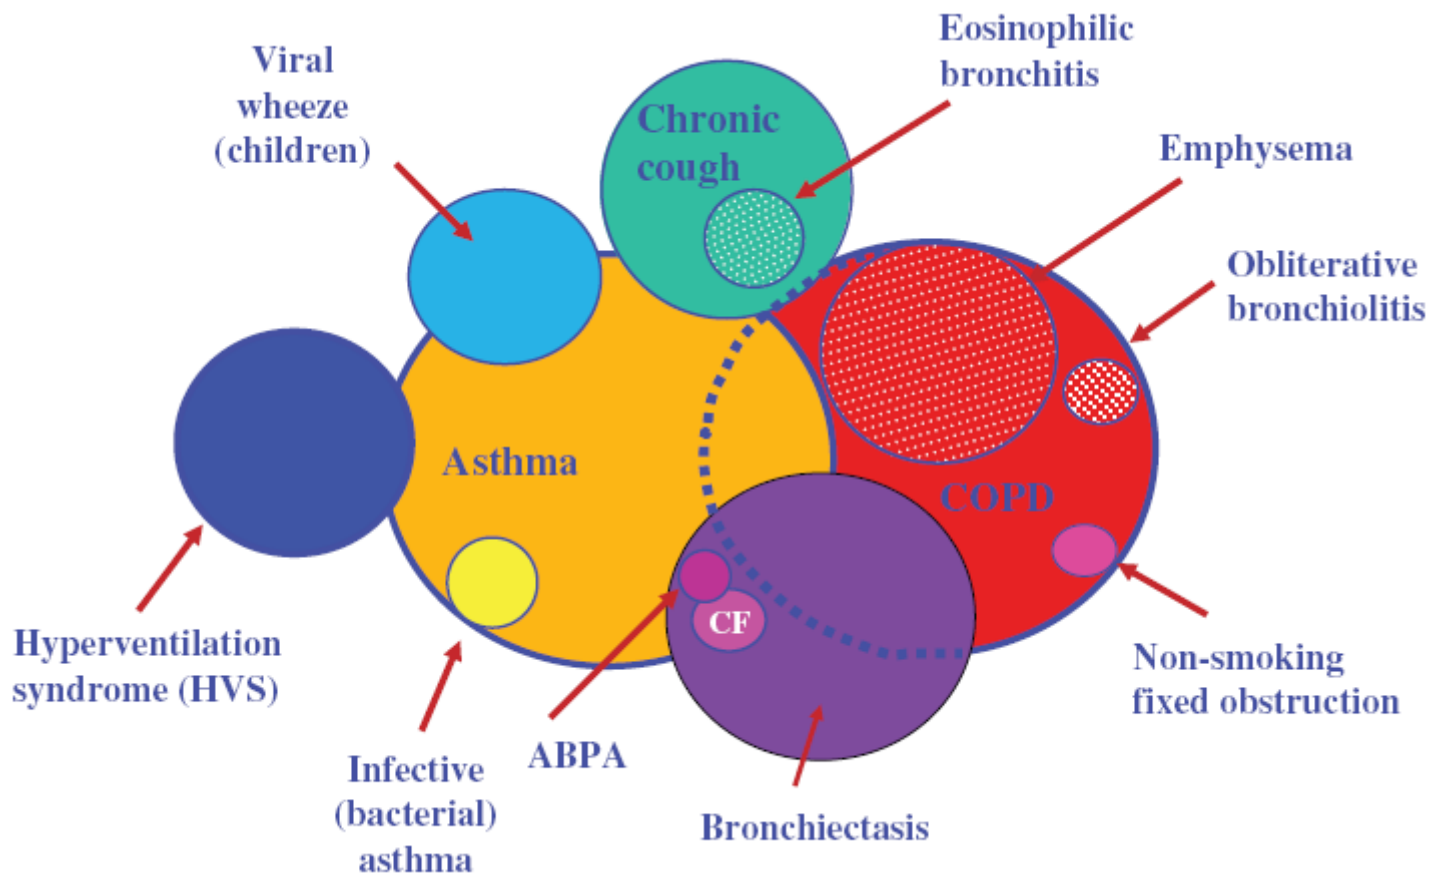 Viral
wheeze
(children)
Eosinophilic
bronchitis
Chronic
cough
Emphysema
Obliterative
bronchiolitis
Asthma
COPD
CF
Hyperventilation
syndrome (HVS)
Infective
(bacterial)
asthma
ABPA
Bronchiectasis
Non-smoking
fixed obstruction